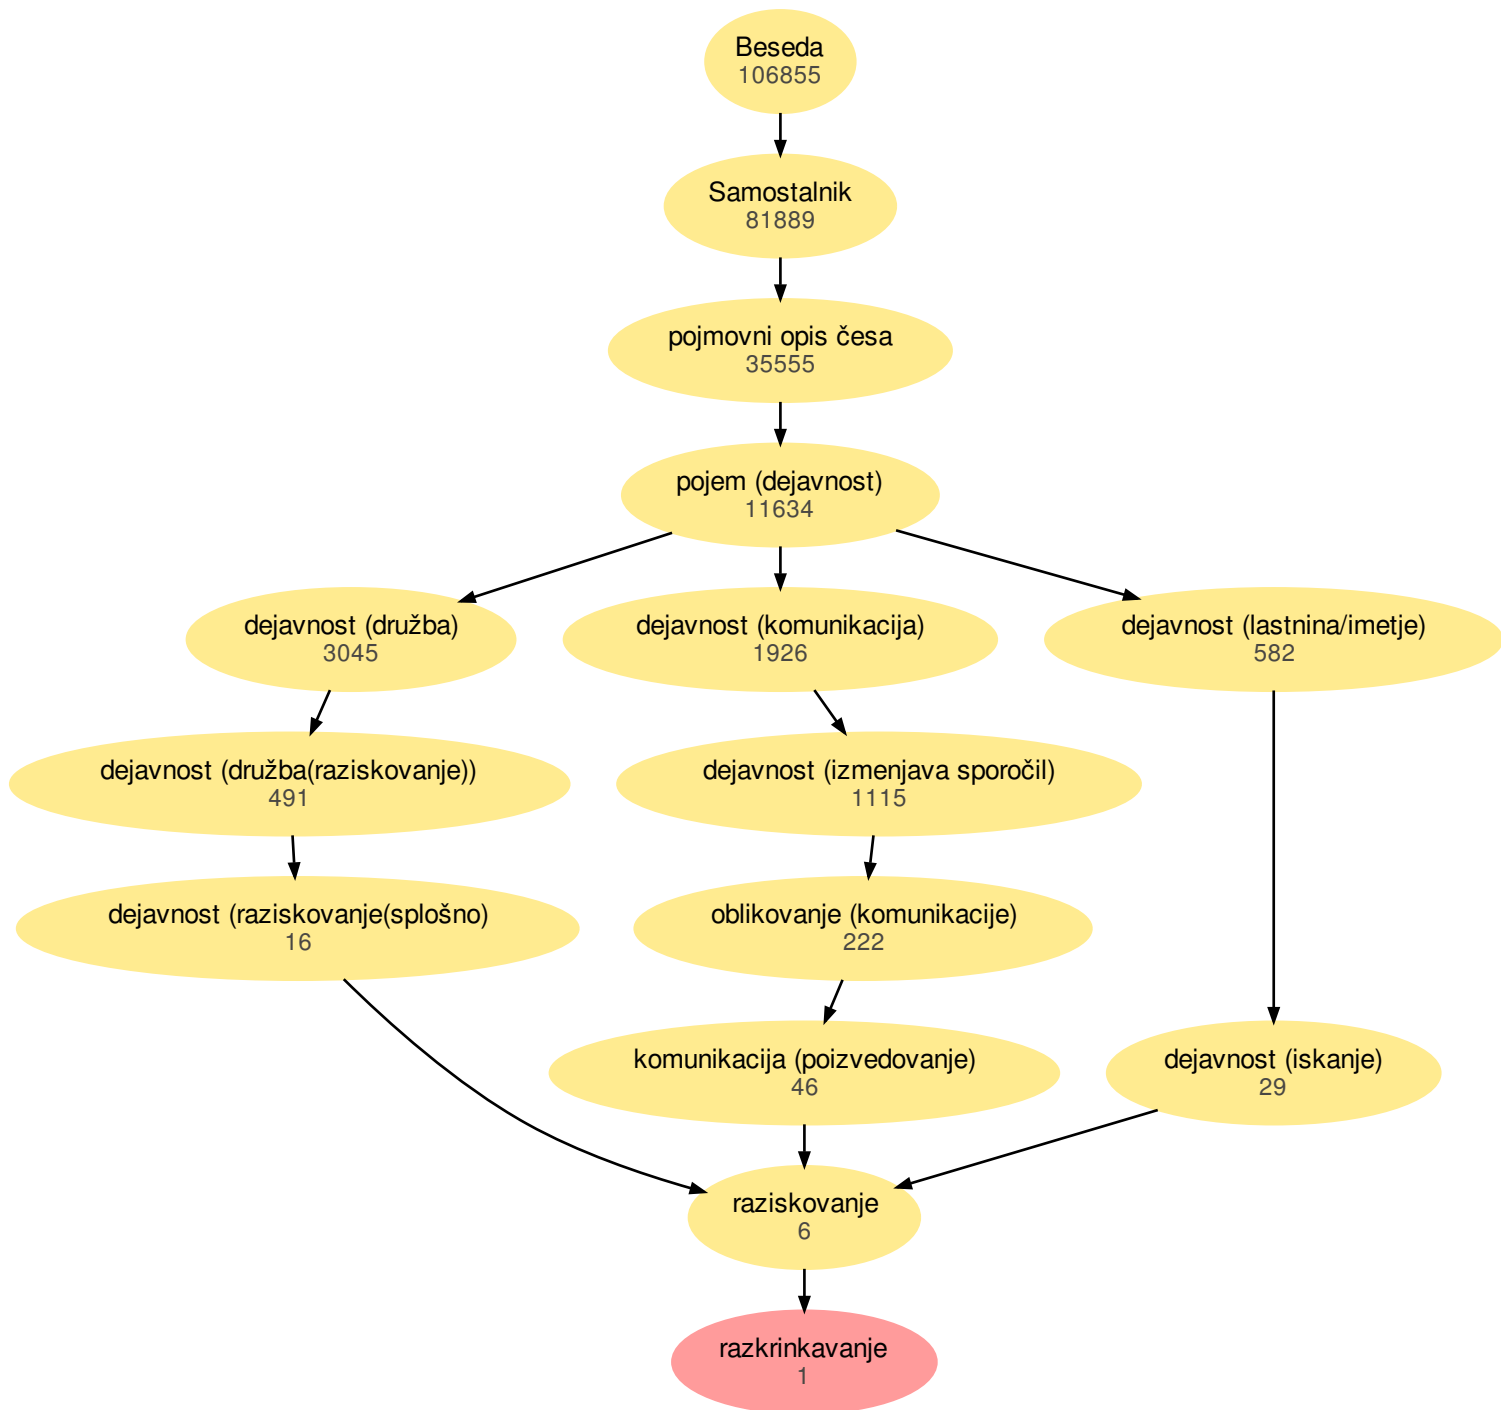 Beseda
106855
Samostalnik
81889
pojmovni opis česa
35555
pojem (dejavnost)
11634
dejavnost (družba)
3045
dejavnost (komunikacija)
1926
dejavnost (lastnina/imetje)
582
dejavnost (družba(raziskovanje))
491
dejavnost (izmenjava sporočil)
1115
dejavnost (raziskovanje(splošno)
16
oblikovanje (komunikacije)
222
komunikacija (poizvedovanje)
46
dejavnost (iskanje)
29
raziskovanje
6
razkrinkavanje
1